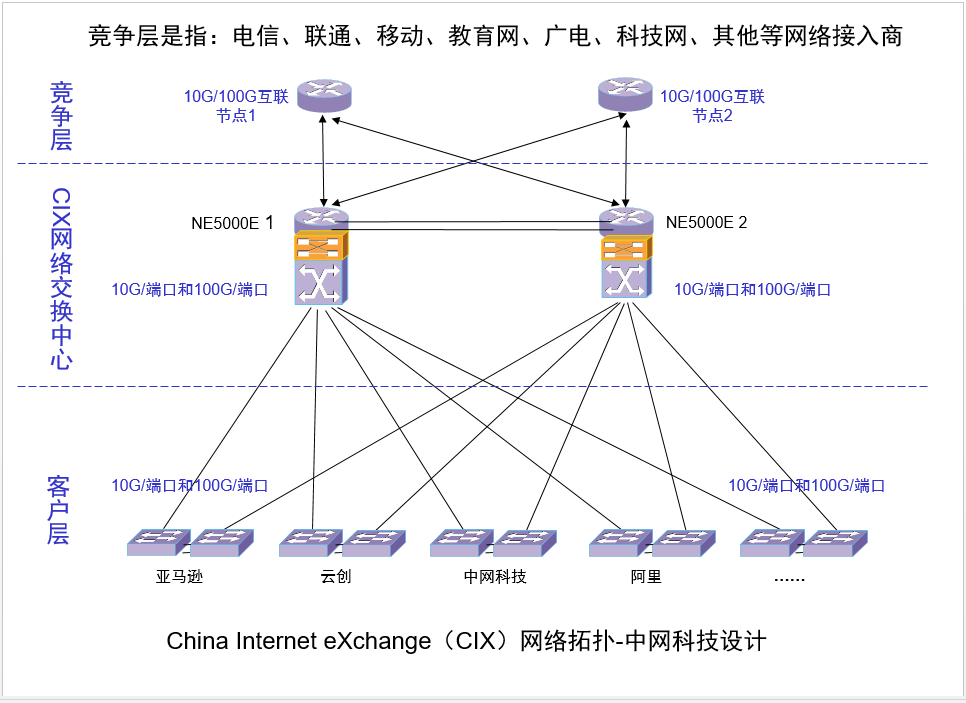 竞争层是指：电信、联通、移动、教育网、广电、科技网、其他等网络接入商
竞争层
10G/100G互联
节点1
10G/100G互联
节点2
CIX网络交换中心
NE5000E 1
NE5000E 2
10G/端口和100G/端口
10G/端口和100G/端口
客户层
10G/端口和100G/端口
10G/端口和100G/端口
亚马逊
云创
中网科技
阿里
......
China Internet eXchange（CIX）网络拓扑-中网科技设计